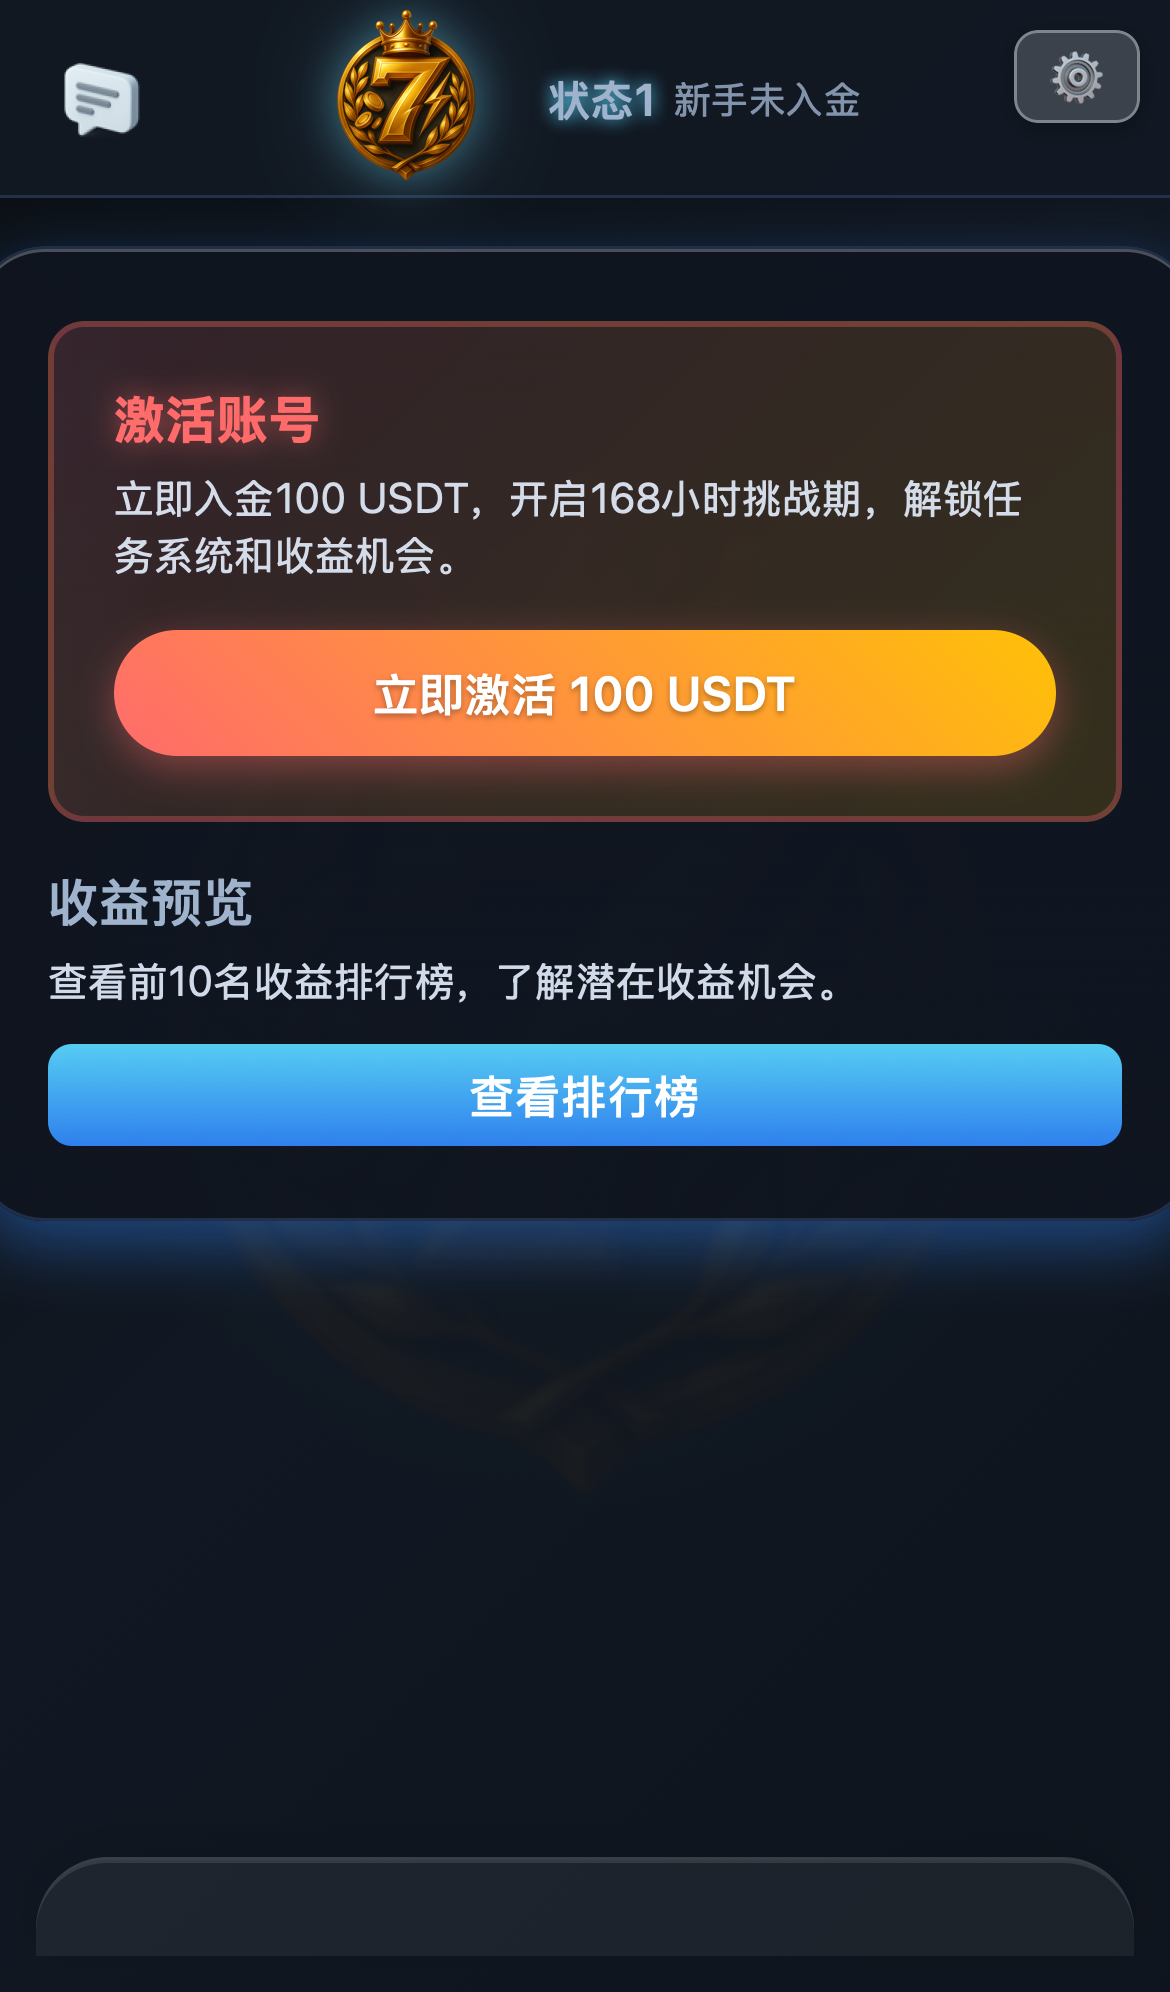 7
状态1 新手未入金
激活账号
立即入金100 USDT，开启168小时挑战期，解锁任
务系统和收益机会。
立即激活 100 USDT
收益预览
查看前10名收益排行榜，了解潜在收益机会。
查看排行榜